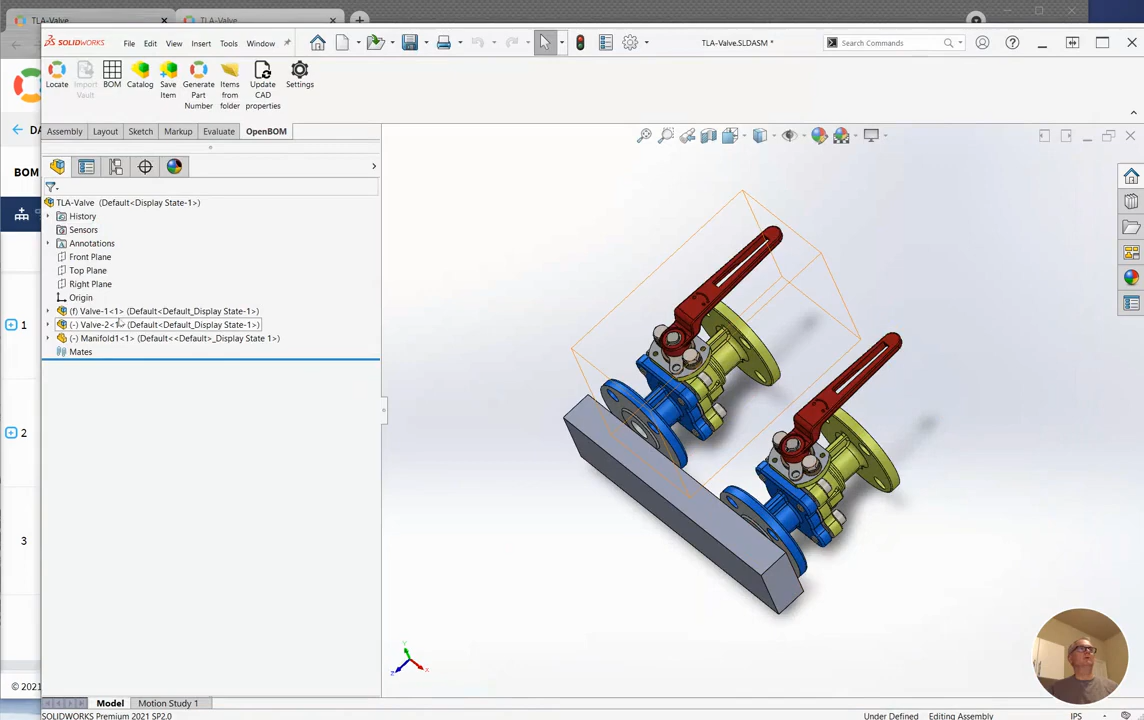 TLA-Valve × TLA-Valve × +
SOLIDWORKS File Edit View Insert Tools Window TLA-Valve.SLDASM * Search Commands
Locate Import Vault BOM Catalog Save Item Generate Part Number Items from folder Update CAD properties Settings
Assembly Layout Sketch Markup Evaluate OpenBOM
DA
BOM
TLA-Valve (Default<Display State-1>)
History
Sensors
Annotations
Front Plane
Top Plane
Right Plane
Origin
(f) Valve-1<1> (Default<Default_Display State-1>)
(-) Valve-2<1> (Default<Default_Display State-1>)
(-) Manifold1<1> (Default<<Default>_Display State 1>)
Mates
1
2
3
Y
X
Z
© 2021
Model Motion Study 1
SOLIDWORKS Premium 2021 SP2.0 Under Defined Editing Assembly IPS